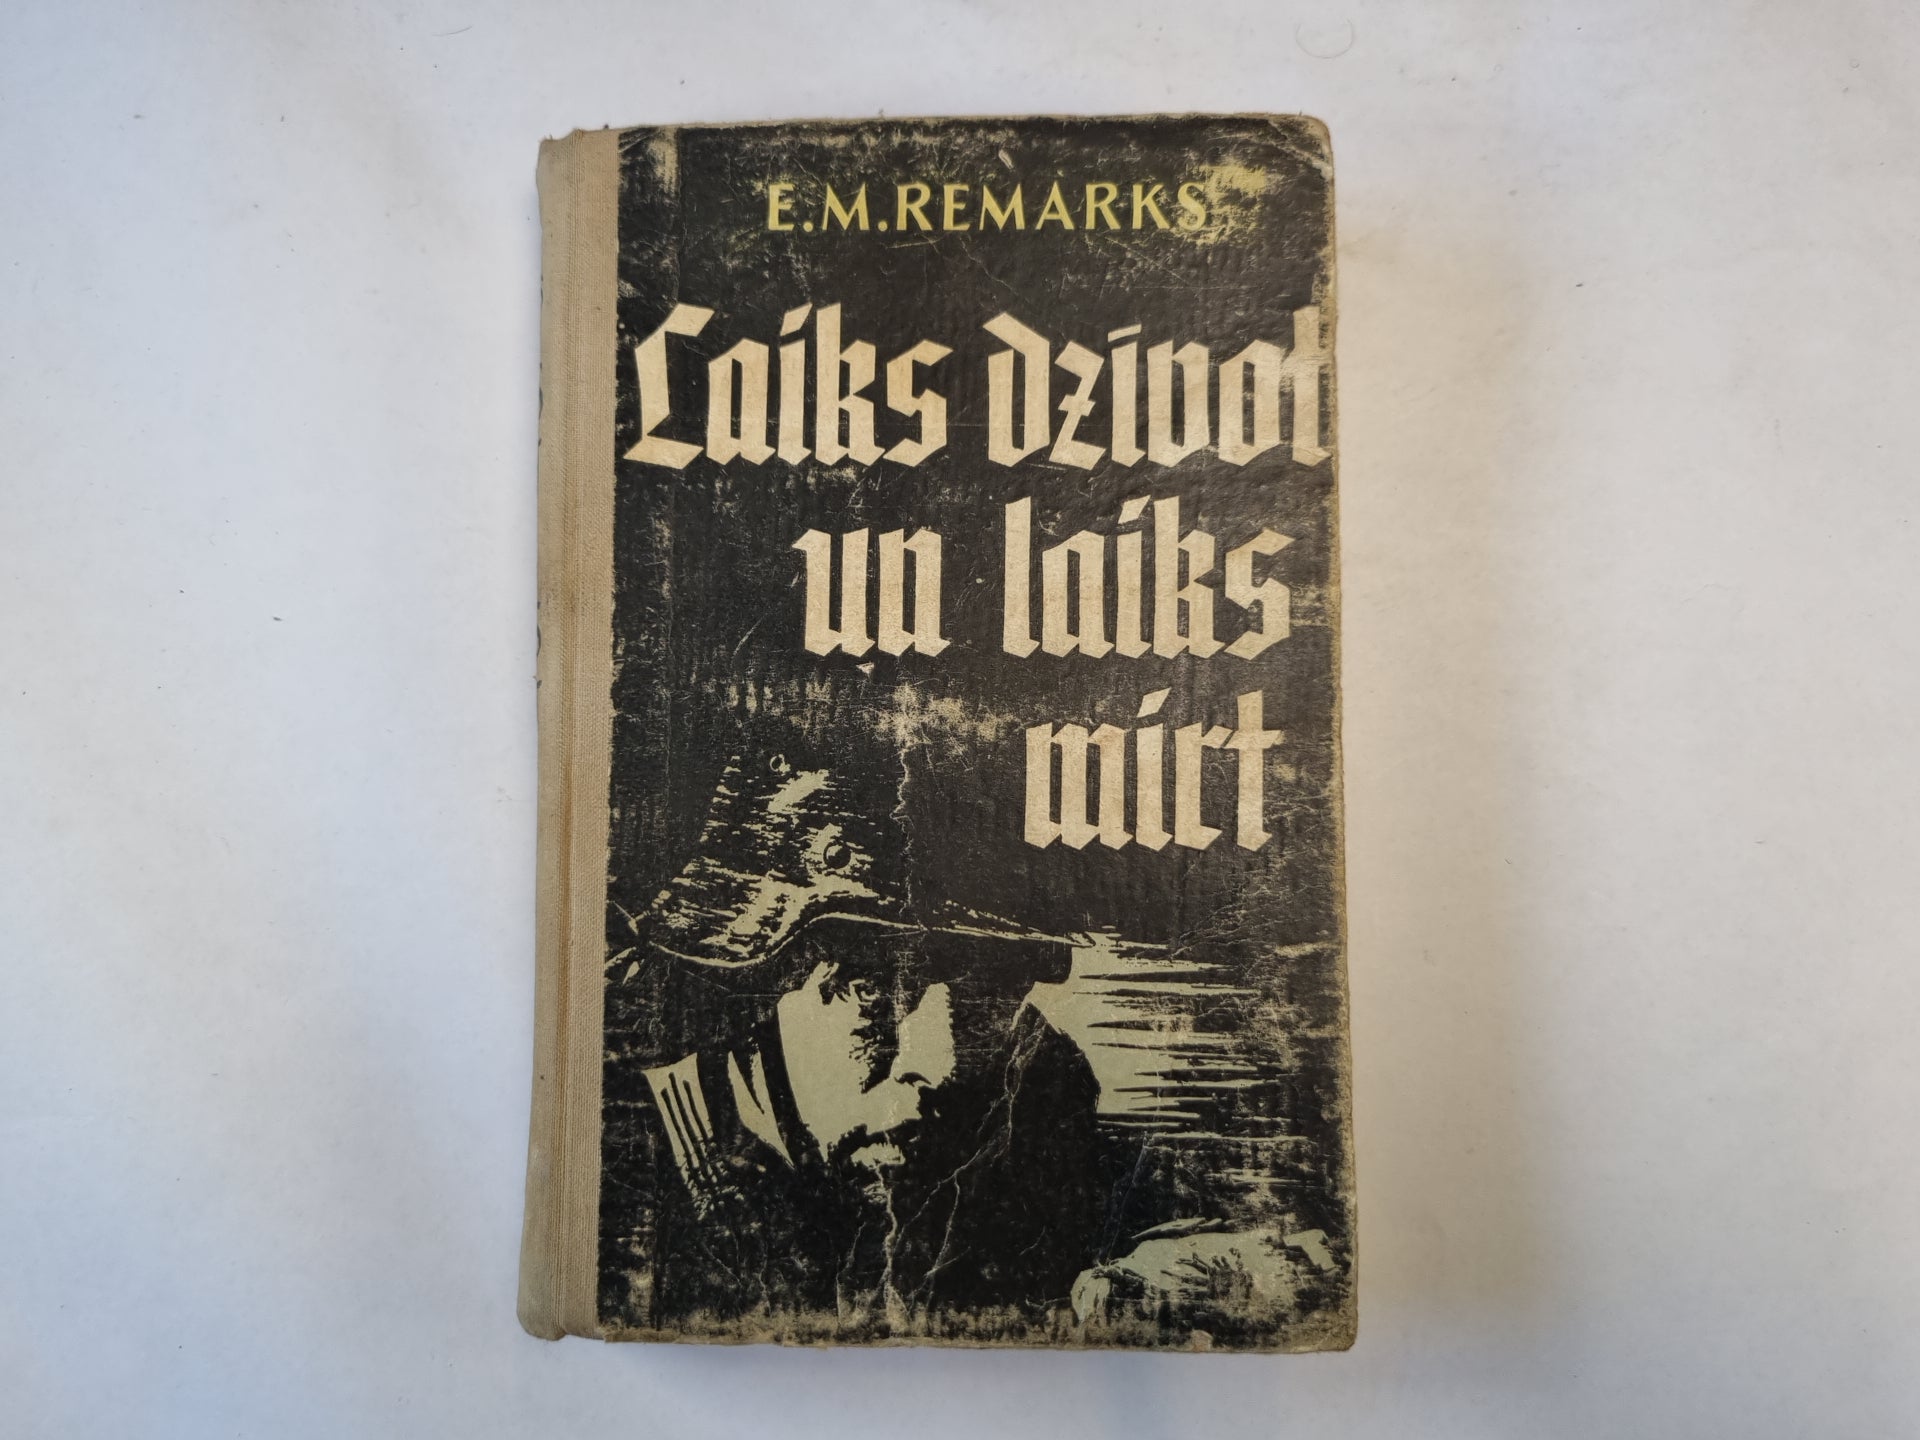 E.M.REMARKS
Laiks dzīvot
un laiks
mirt